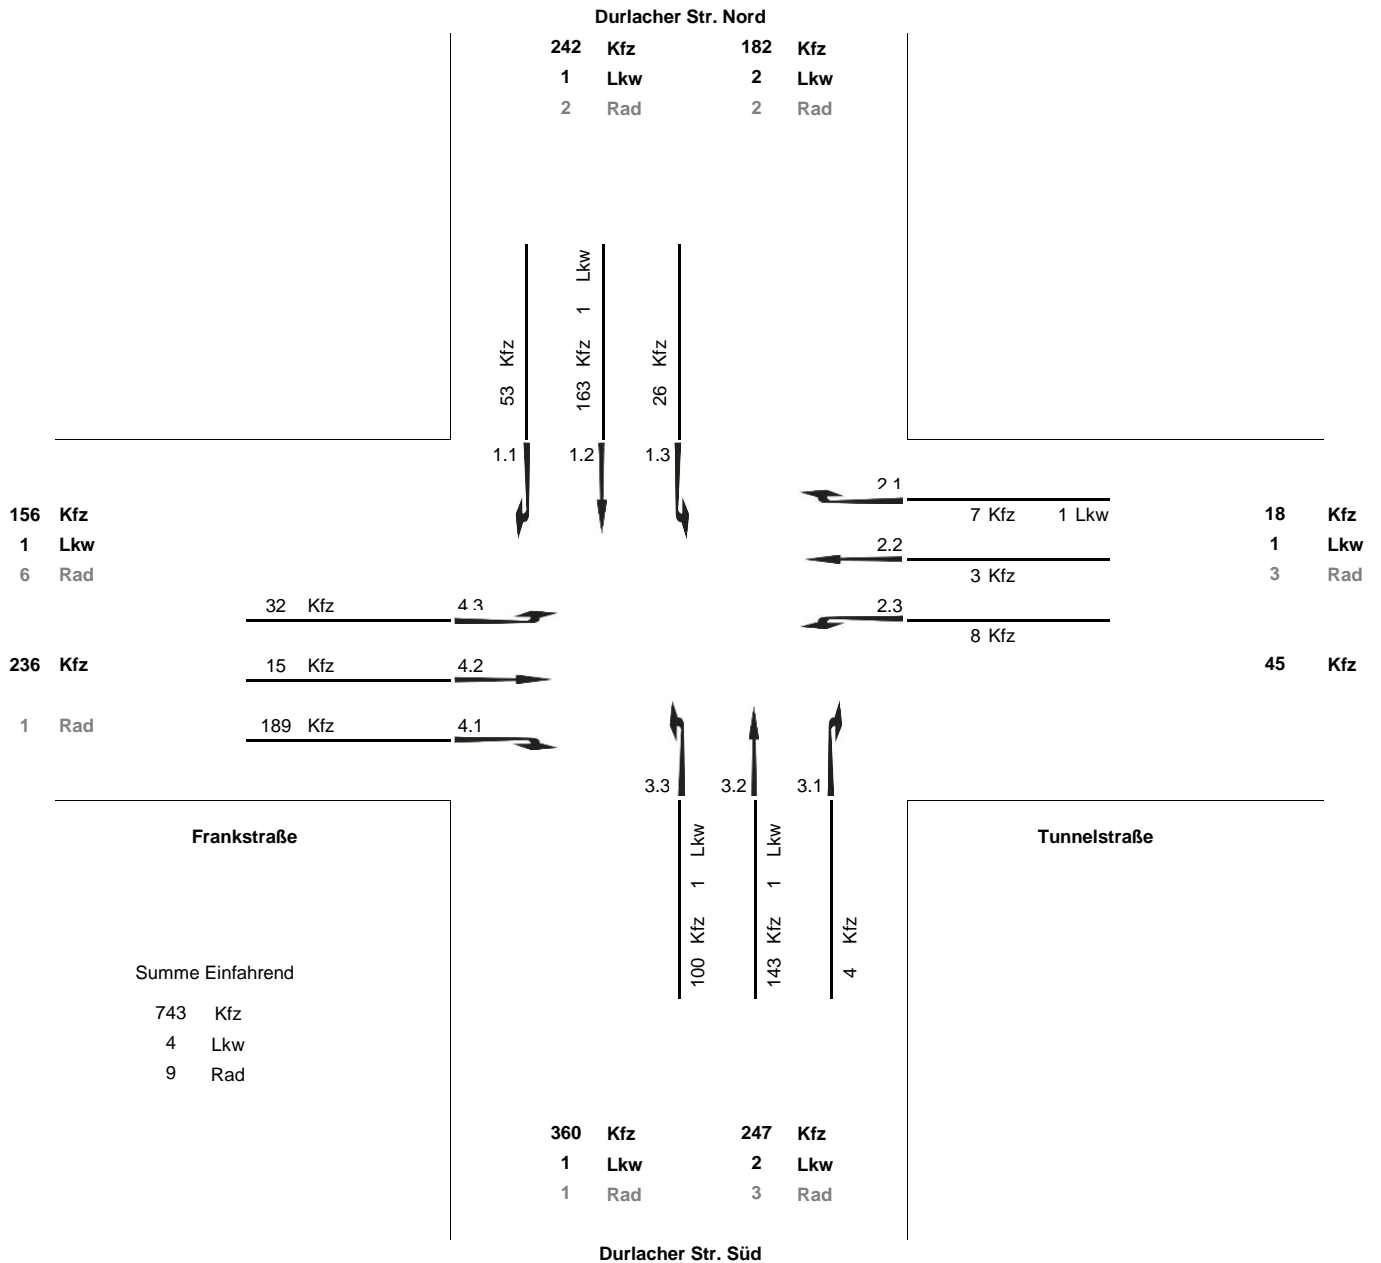 Durlacher Str. Nord
242 Kfz 182 Kfz
1 Lkw 2 Lkw
2 Rad 2 Rad
53 Kfz
163 Kfz 1 Lkw
26 Kfz
1.1 1.2 1.3
2.1
7 Kfz 1 Lkw
2.2
3 Kfz
2.3
8 Kfz
156 Kfz
1 Lkw
6 Rad
18 Kfz
1 Lkw
3 Rad
32 Kfz 4.3
236 Kfz
15 Kfz 4.2
45 Kfz
1 Rad
189 Kfz 4.1
3.3 3.2 3.1
100 Kfz 1 Lkw
143 Kfz 1 Lkw
4 Kfz
Frankstraße
Tunnelstraße
Summe Einfahrend
743 Kfz
4 Lkw
9 Rad
360 Kfz 247 Kfz
1 Lkw 2 Lkw
1 Rad 3 Rad
Durlacher Str. Süd